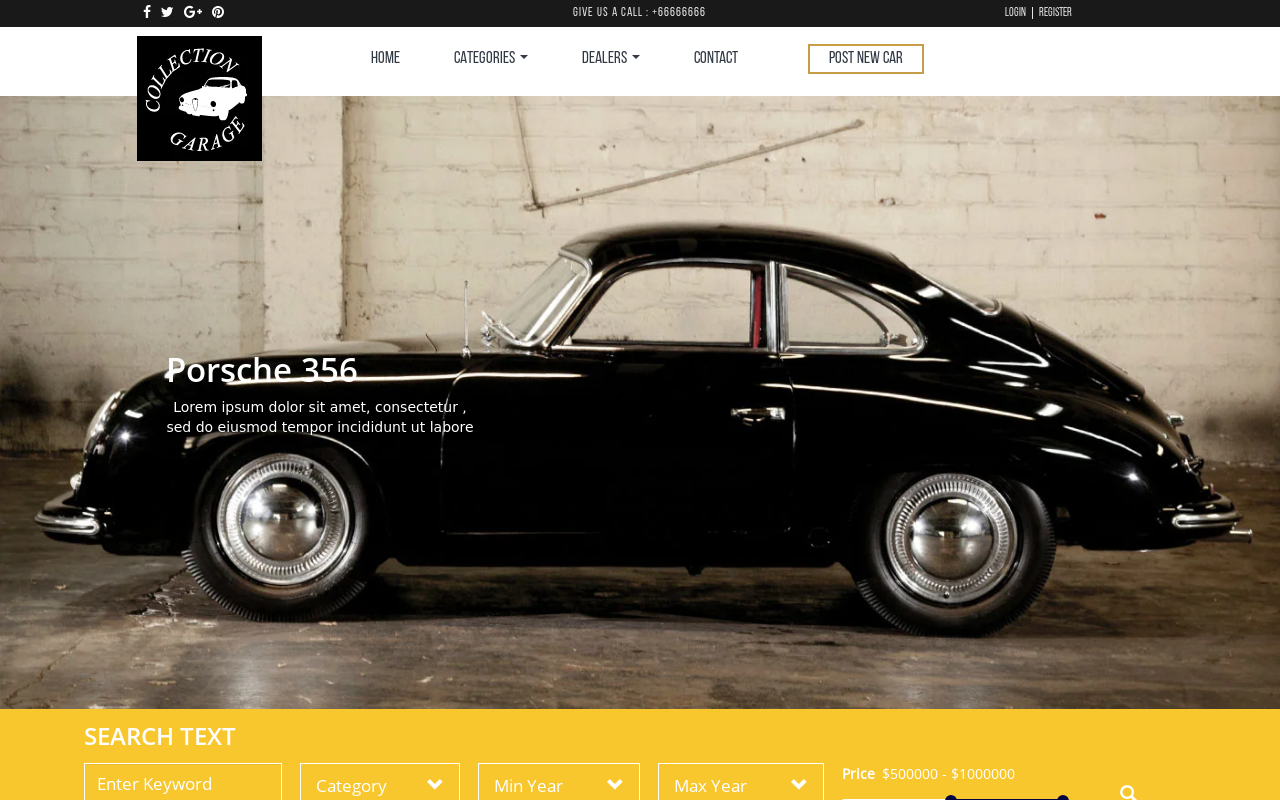 GIVE US A CALL : +66666666
LOGIN | REGISTER
COLLECTION GARAGE
HOME
CATEGORIES
DEALERS
CONTACT
POST NEW CAR
Porsche 356
Lorem ipsum dolor sit amet, consectetur ,
sed do eiusmod tempor incididunt ut labore
SEARCH TEXT
Enter Keyword
Category
Min Year
Max Year
Price $500000 - $1000000